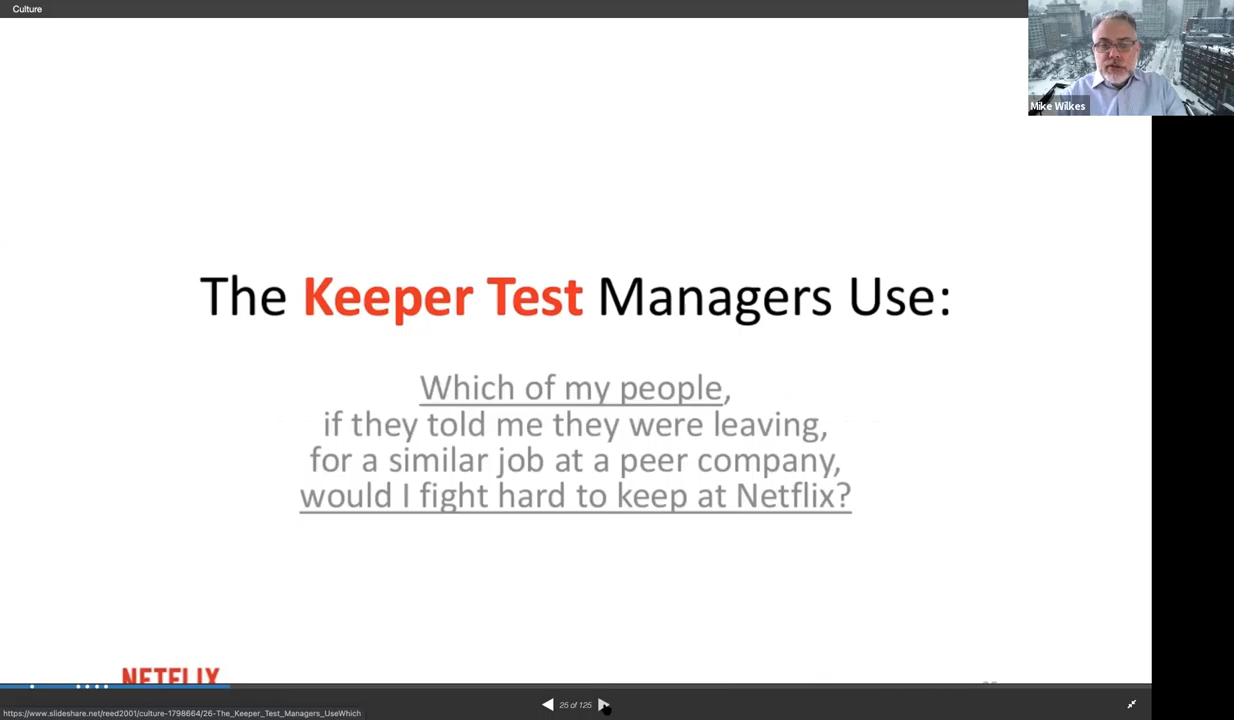 Culture
Mike Wilkes
The Keeper Test Managers Use:
Which of my people,
if they told me they were leaving,
for a similar job at a peer company,
would I fight hard to keep at Netflix?
NETFLIX
25 of 125
https://www.slideshare.net/reed2001/culture-1798664/26-The_Keeper_Test_Managers_UseWhich